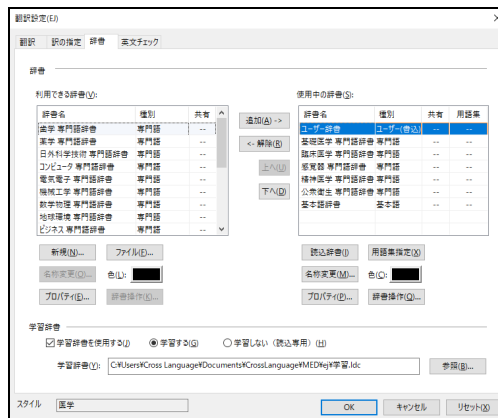 翻訳設定(EJ)
翻訳 訳の指定 辞書 英文チェック
辞書
利用できる辞書(V):
使用中の辞書(S):
辞書名 種別 共有
歯学 専門語辞書 専門語 --
薬学 専門語辞書 専門語 --
日外科学技術 専門語辞書 専門語 --
コンピュータ 専門語辞書 専門語 --
電気電子 専門語辞書 専門語 --
機械工学 専門語辞書 専門語 --
数学物理 専門語辞書 専門語 --
地球環境 専門語辞書 専門語 --
ビジネス 専門語辞書 専門語 --
追加(A) ->
<- 解除(R)
上へ(U)
下へ(D)
辞書名 種別 共有 用語集
ユーザー辞書 ユーザー(書込) -- --
基礎医学 専門語辞書 専門語 -- --
臨床医学 専門語辞書 専門語 -- --
感覚器 専門語辞書 専門語 -- --
精神医学 専門語辞書 専門語 -- --
公衆衛生 専門語辞書 専門語 -- --
基本語辞書 基本語 -- --
新規(N)... ファイル(F)...
名称変更(O)... 色(L):
プロパティ(E)... 辞書操作(K)...
読込辞書(I) 用語集指定(X)
名称変更(M)... 色(C):
プロパティ(P)... 辞書操作(Q)...
学習辞書
学習辞書を使用する(J) 学習する(G) 学習しない（読込専用）(H)
学習辞書(Y): C:¥Users¥Cross Language¥Documents¥CrossLanguage¥MED¥ej¥学習.ldc 参照(B)...
スタイル 医学
OK キャンセル リセット(X)